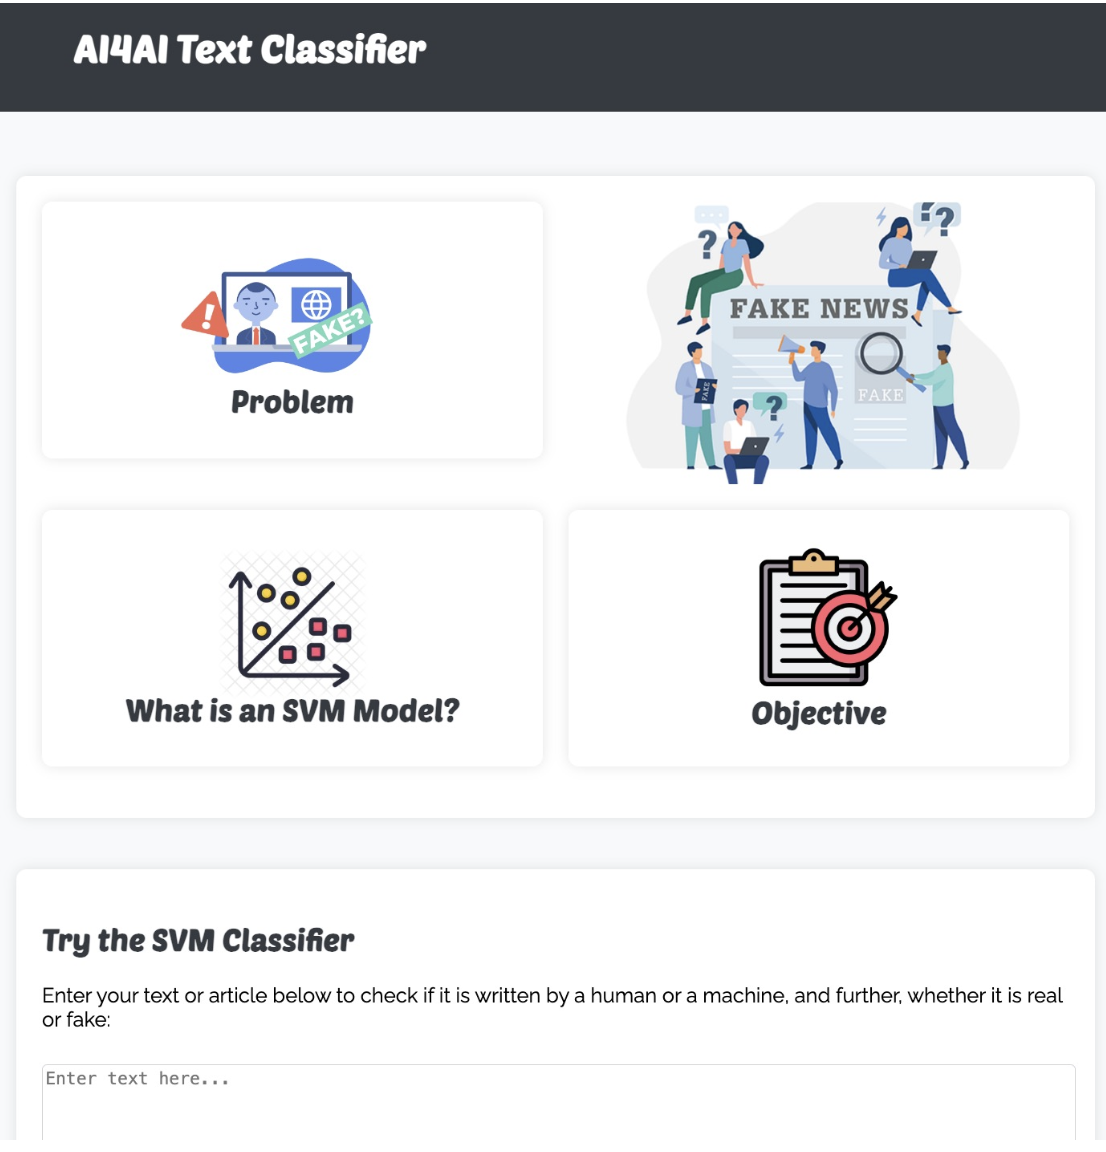 AI4AI Text Classifier
FAKE?
Problem
?
?
FAKE NEWS
FAKE
FAKE
?
What is an SVM Model?
Objective
Try the SVM Classifier
Enter your text or article below to check if it is written by a human or a machine, and further, whether it is real
or fake:
Enter text here...